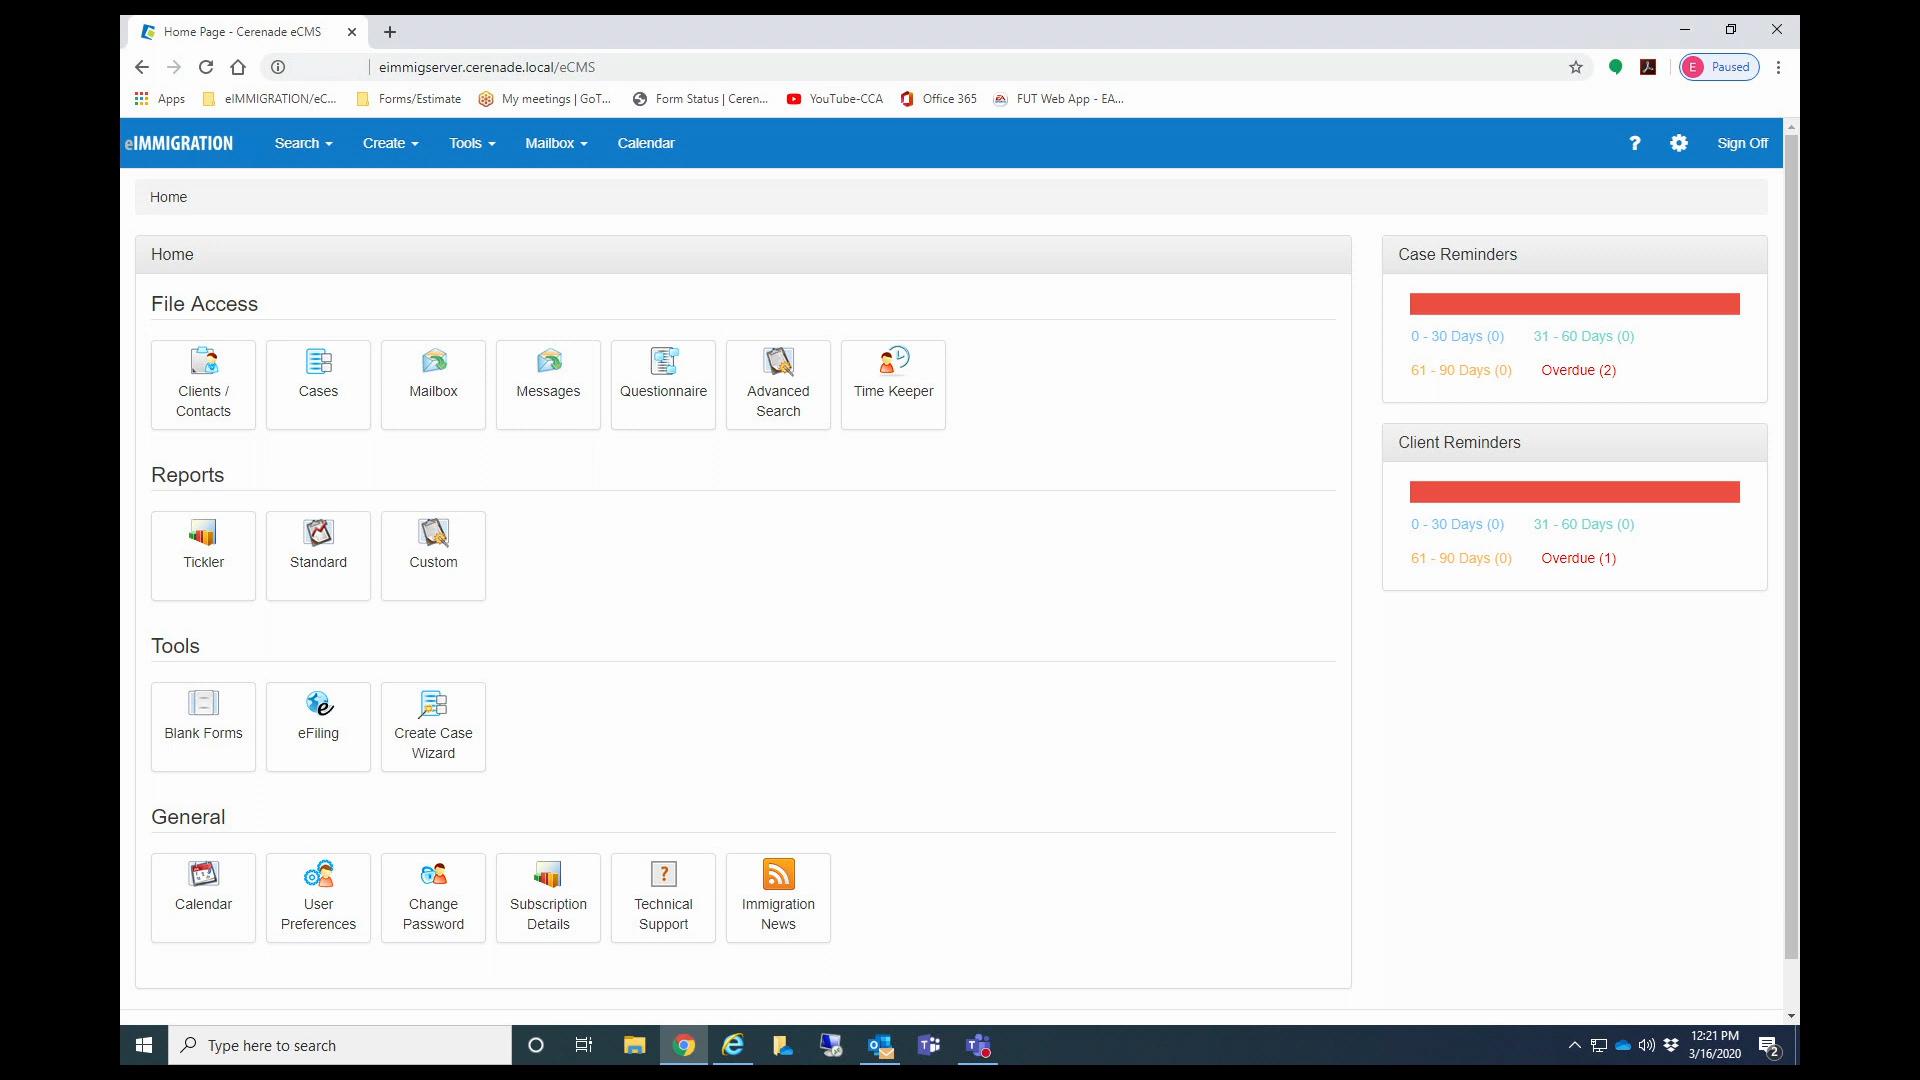 Home Page - Cerenade eCMS
eimmigserver.cerenade.local/eCMS
E Paused
Apps eIMMIGRATION/eC... Forms/Estimate My meetings | GoT... Form Status | Ceren... YouTube-CCA Office 365 FUT Web App - EA...
eIMMIGRATION Search Create Tools Mailbox Calendar ? Sign Off
Home
Home
File Access
Clients /
Contacts
Cases
Mailbox
Messages
Questionnaire
Advanced
Search
Time Keeper
Reports
Tickler
Standard
Custom
Tools
Blank Forms
eFiling
Create Case
Wizard
General
Calendar
User
Preferences
Change
Password
Subscription
Details
Technical
Support
Immigration
News
Case Reminders
0 - 30 Days (0) 31 - 60 Days (0)
61 - 90 Days (0) Overdue (2)
Client Reminders
0 - 30 Days (0) 31 - 60 Days (0)
61 - 90 Days (0) Overdue (1)
Type here to search
12:21 PM
3/16/2020
2